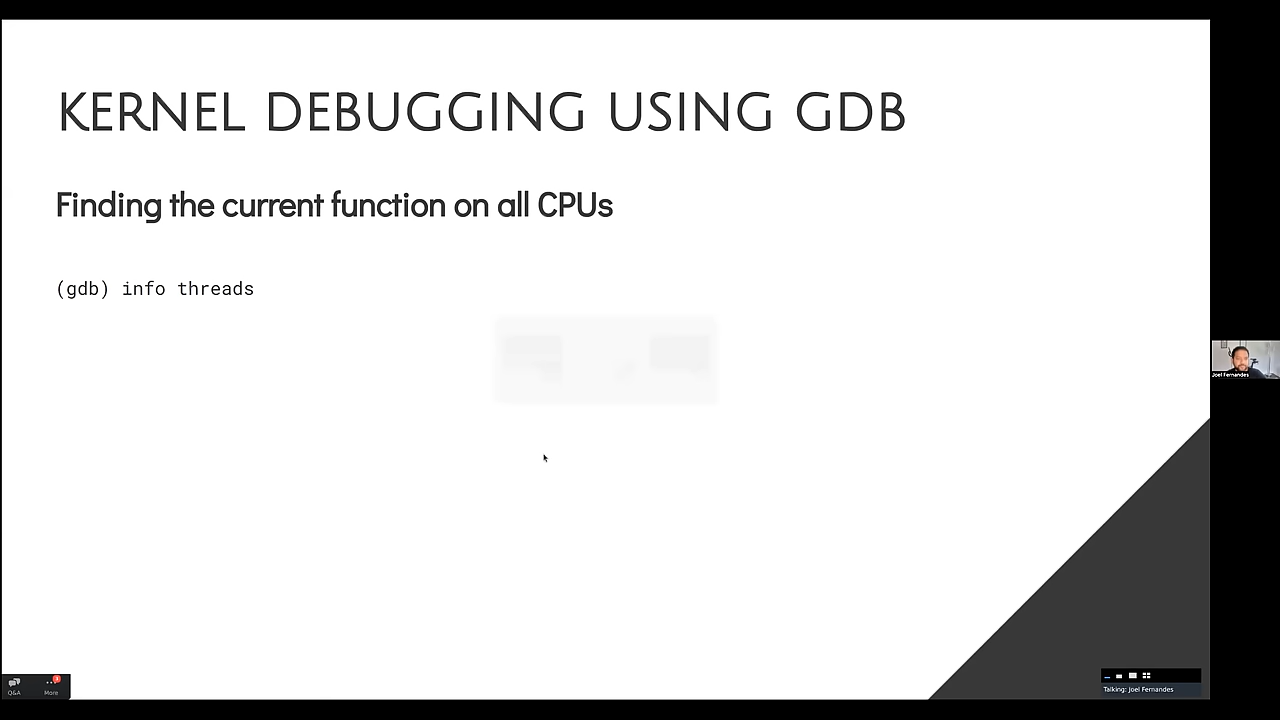 KERNEL DEBUGGING USING GDB
Finding the current function on all CPUs
(gdb) info threads
Joel Fernandes
Q&A
More
Talking: Joel Fernandes